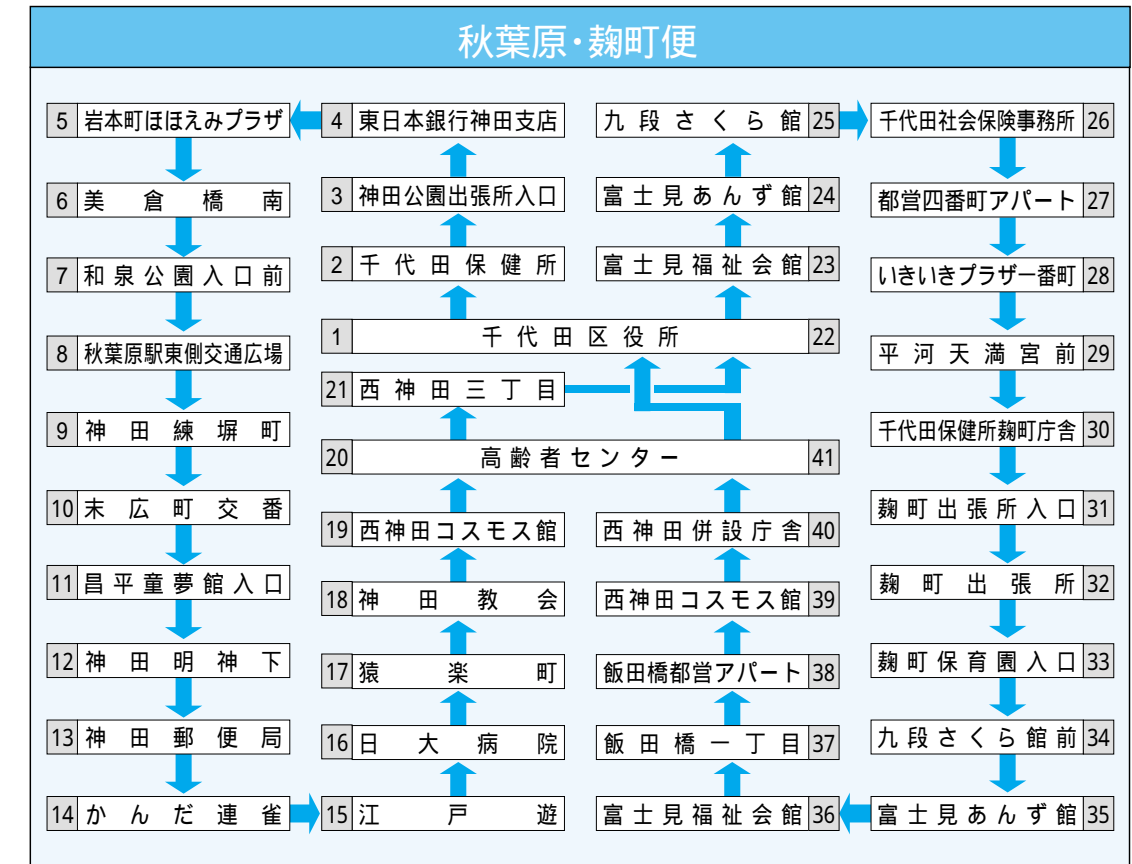 秋葉原・麹町便
1 千代田区役所 22
2 千代田保健所
3 神田公園出張所入口
4 東日本銀行神田支店
5 岩本町ほほえみプラザ
6 美倉橋南
7 和泉公園入口前
8 秋葉原駅東側交通広場
9 神田練塀町
10 末広町交番
11 昌平童夢館入口
12 神田明神下
13 神田郵便局
14 かんだ連雀
15 江戸遊
16 日大病院
17 猿楽町
18 神田教会
19 西神田コスモス館
20 高齢者センター 41
21 西神田三丁目
富士見福祉会館 23
富士見あんず館 24
九段さくら館 25
千代田社会保険事務所 26
都営四番町アパート 27
いきいきプラザ一番町 28
平河天満宮前 29
千代田保健所麹町庁舎 30
麹町出張所入口 31
麹町出張所 32
麹町保育園入口 33
九段さくら館前 34
富士見あんず館 35
富士見福祉会館 36
飯田橋一丁目 37
飯田橋都営アパート 38
西神田コスモス館 39
西神田併設庁舎 40